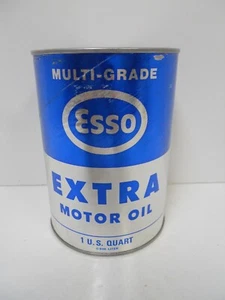 MULTI-GRADE
Esso
EXTRA
MOTOR OIL
1 U.S. QUART